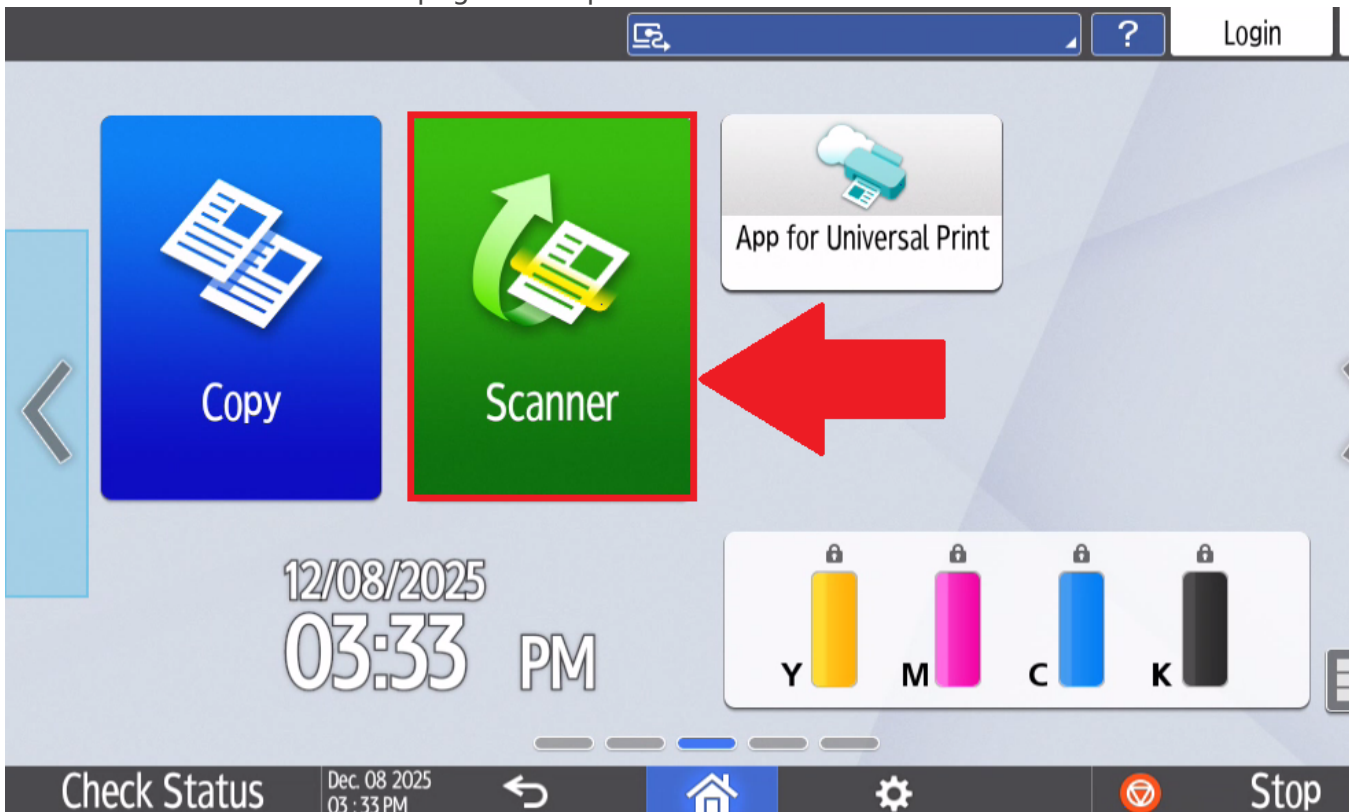 ? Login
App for Universal Print
Copy
Scanner
12/08/2025
03:33 PM
Y M C K
Check Status
Dec. 08 2025
03:33 PM
Stop